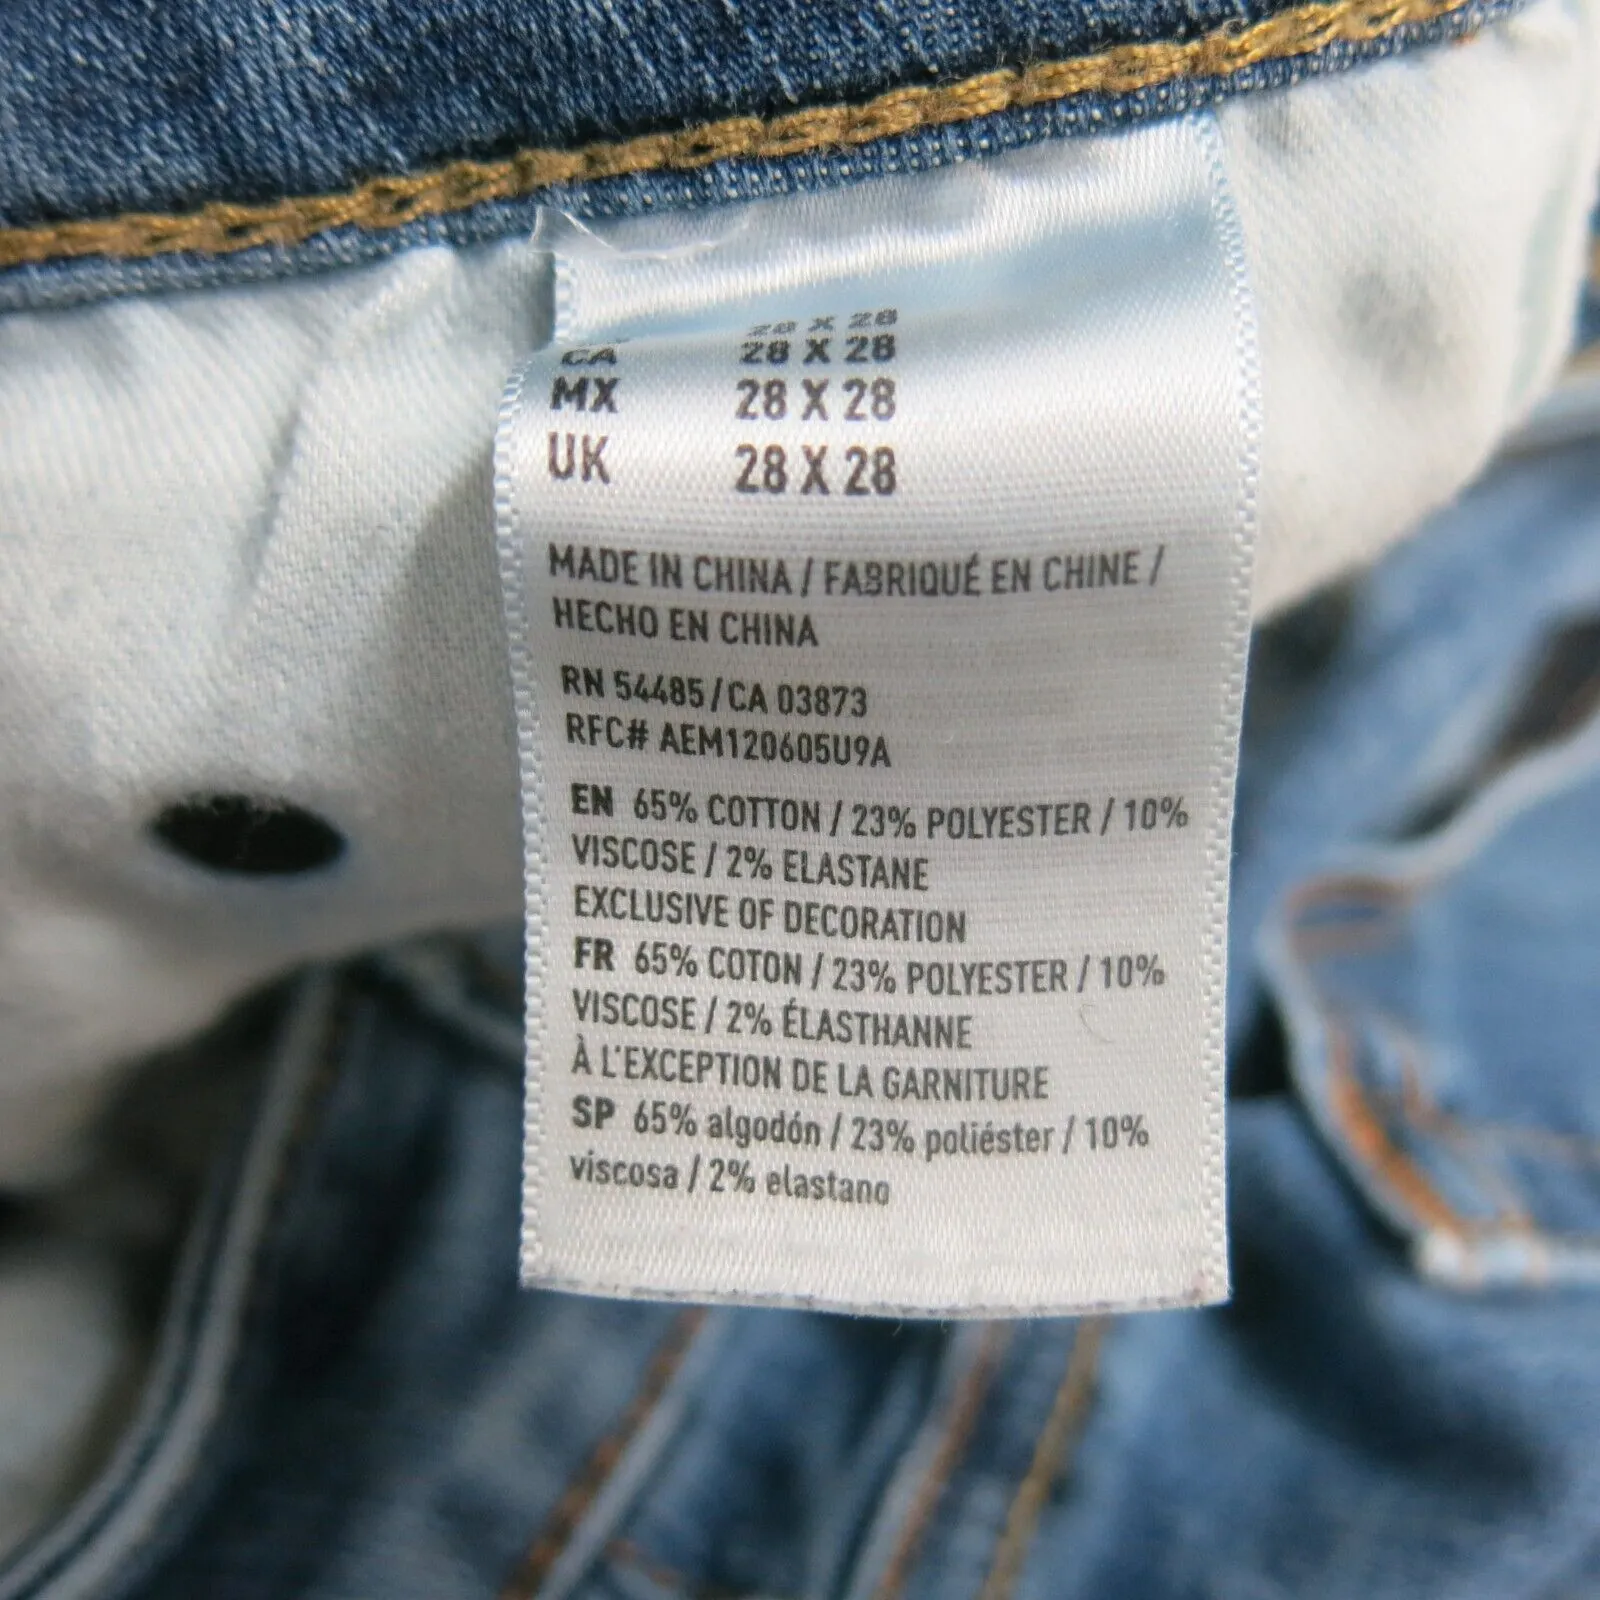 28 X 28
CA 28 X 28
MX 28 X 28
UK 28 X 28
MADE IN CHINA / FABRIQUÉ EN CHINE /
HECHO EN CHINA
RN 54485 / CA 03873
RFC# AEM120605U9A
EN 65% COTTON / 23% POLYESTER / 10%
VISCOSE / 2% ELASTANE
EXCLUSIVE OF DECORATION
FR 65% COTON / 23% POLYESTER / 10%
VISCOSE / 2% ÉLASTHANNE
À L'EXCEPTION DE LA GARNITURE
SP 65% algodón / 23% poliéster / 10%
viscosa / 2% elastano